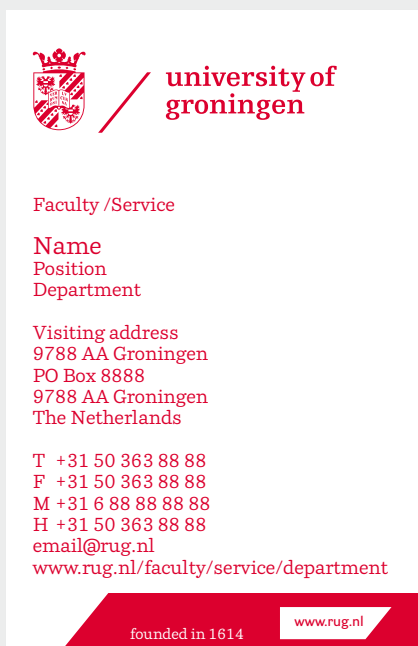 university of
groningen
Faculty /Service
Name
Position
Department
Visiting address
9788 AA Groningen
PO Box 8888
9788 AA Groningen
The Netherlands
T +31 50 363 88 88
F +31 50 363 88 88
M +31 6 88 88 88 88
H +31 50 363 88 88
email@rug.nl
www.rug.nl/faculty/service/department
founded in 1614
www.rug.nl